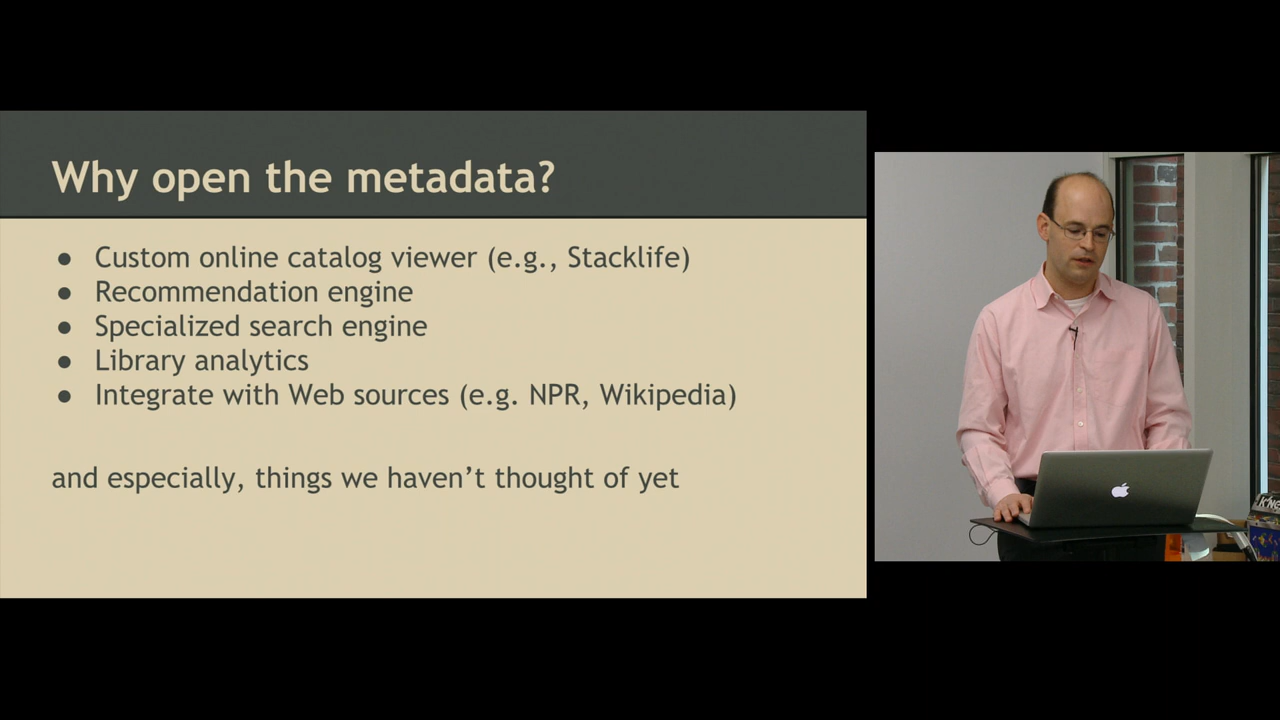 Why open the metadata?
● Custom online catalog viewer (e.g., Stacklife)
● Recommendation engine
● Specialized search engine
● Library analytics
● Integrate with Web sources (e.g. NPR, Wikipedia)
and especially, things we haven't thought of yet